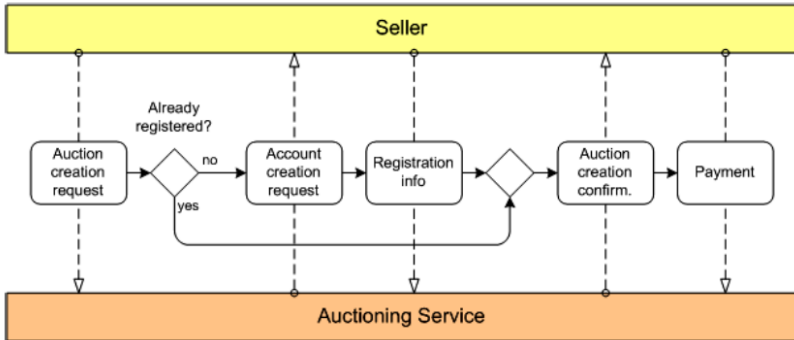 Seller
Already
registered?
Auction
creation
request
no
yes
Account
creation
request
Registration
info
Auction
creation
confirm.
Payment
Auctioning Service